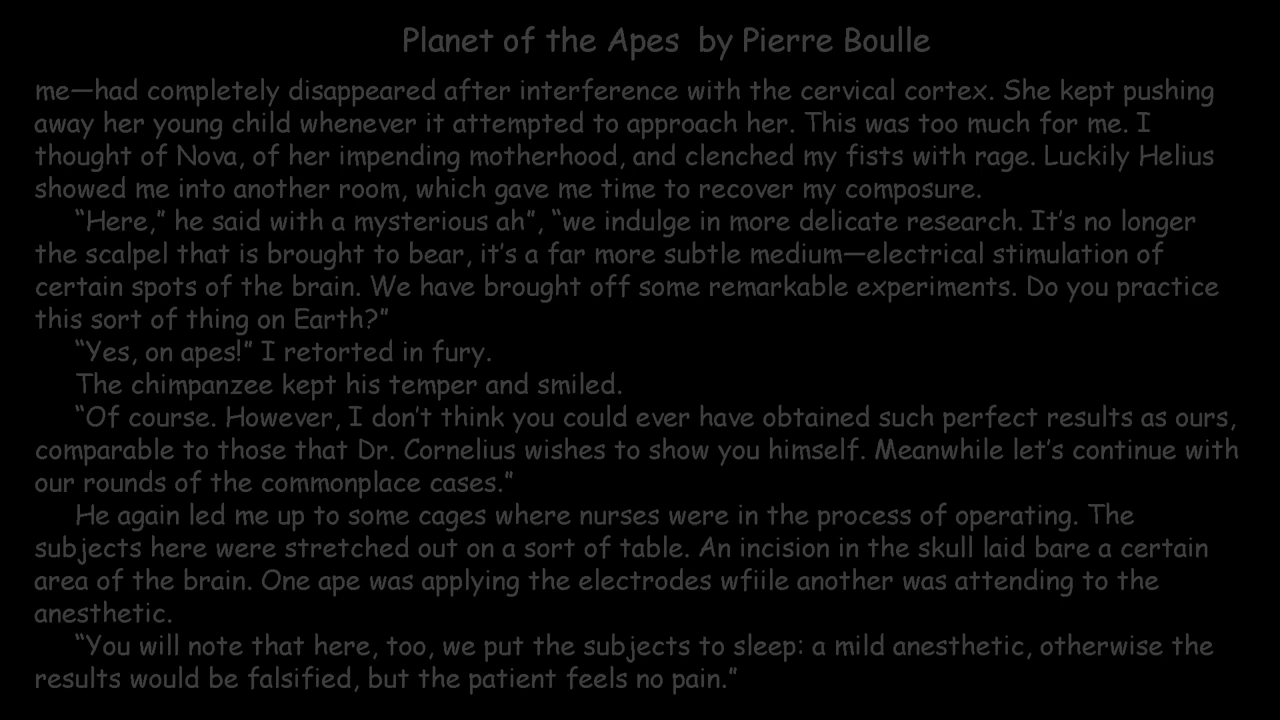 Planet of the Apes  by Pierre Boulle
me—had completely disappeared after interference with the cervical cortex. She kept pushing
away her young child whenever it attempted to approach her. This was too much for me. I
thought of Nova, of her impending motherhood, and clenched my fists with rage. Luckily Helius
showed me into another room, which gave me time to recover my composure.
“Here,” he said with a mysterious ah”, “we indulge in more delicate research. It’s no longer
the scalpel that is brought to bear, it’s a far more subtle medium—electrical stimulation of
certain spots of the brain. We have brought off some remarkable experiments. Do you practice
this sort of thing on Earth?”
“Yes, on apes!” I retorted in fury.
The chimpanzee kept his temper and smiled.
“Of course. However, I don’t think you could ever have obtained such perfect results as ours,
comparable to those that Dr. Cornelius wishes to show you himself. Meanwhile let’s continue with
our rounds of the commonplace cases.”
He again led me up to some cages where nurses were in the process of operating. The
subjects here were stretched out on a sort of table. An incision in the skull laid bare a certain
area of the brain. One ape was applying the electrodes wfiile another was attending to the
anesthetic.
“You will note that here, too, we put the subjects to sleep: a mild anesthetic, otherwise the
results would be falsified, but the patient feels no pain.”